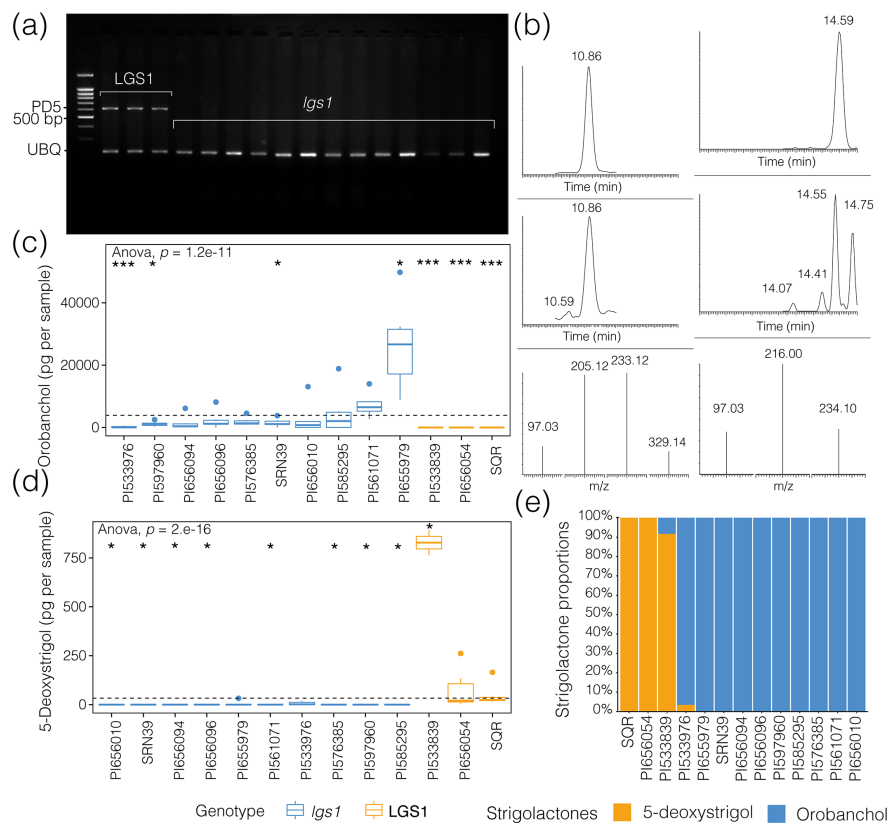 (a)
LGS1
lgs1
PD5
500 bp
UBQ
(b)
10.86
Time (min)
14.59
Time (min)
10.86
10.59
Time (min)
14.55
14.75
14.41
14.07
Time (min)
205.12
233.12
97.03
329.14
m/z
216.00
97.03
234.10
m/z
(c)
Anova, p = 1.2e-11
*** * * * *** *** ***
Orobanchol (pg per sample)
40000
20000
0
PI533976
PI597960
PI656094
PI656096
PI576385
SRN39
PI656010
PI585295
PI561071
PI655979
PI533839
PI656054
SQR
(d)
Anova, p = 2.e-16
* * * * * * * * *
5-Deoxystrigol (pg per sample)
750
500
250
0
PI656010
SRN39
PI656094
PI656096
PI655979
PI561071
PI533976
PI576385
PI597960
PI585295
PI533839
PI656054
SQR
Genotype lgs1 LGS1
(e)
Strigolactone proportions
100%
90%
80%
70%
60%
50%
40%
30%
20%
10%
0%
SQR
PI656054
PI533839
PI533976
PI655979
SRN39
PI656094
PI656096
PI597960
PI585295
PI576385
PI561071
PI656010
Strigolactones 5-deoxystrigol Orobanchol